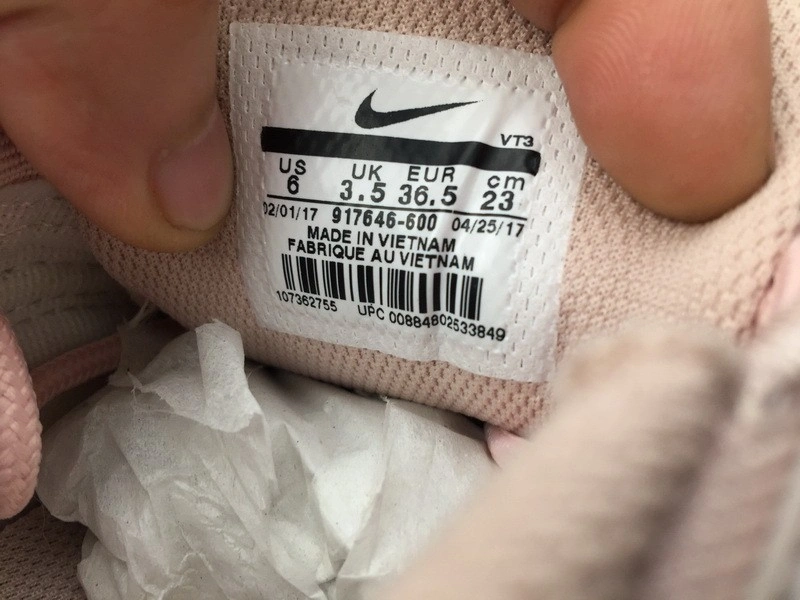 VT3
US UK EUR cm
6 3.5 36.5 23
02/01/17 917646-600 04/25/17
MADE IN VIETNAM
FABRIQUE AU VIETNAM
107362755 UPC 00884802533849